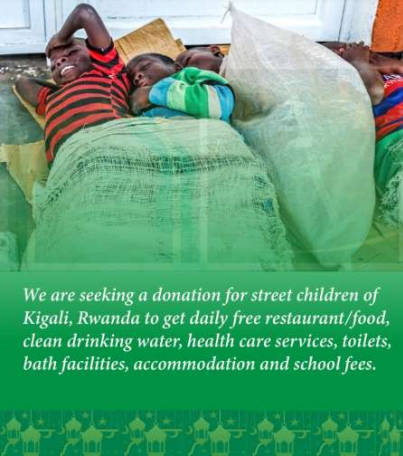 We are seeking a donation for street children of
Kigali, Rwanda to get daily free restaurant/food,
clean drinking water, health care services, toilets,
bath facilities, accommodation and school fees.